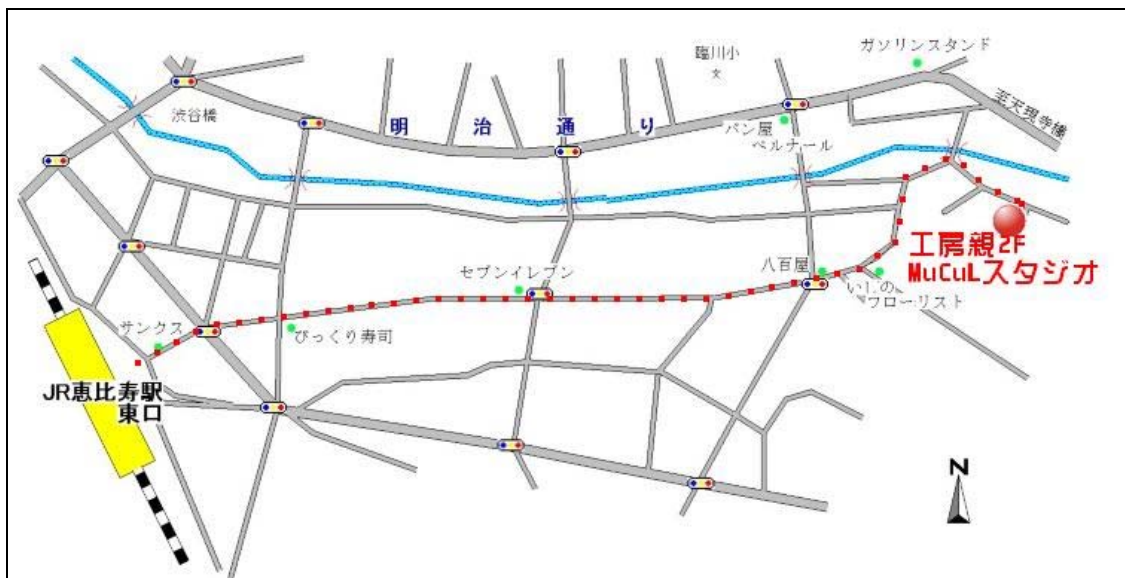 ガソリンスタンド
臨川小
至天現寺橋
渋谷橋
明治通り
パン屋
ベルナール
工房親2F
MuCuLスタジオ
セブンイレブン
八百屋
いしの
フローリスト
サンクス
びっくり寿司
JR恵比寿駅
東口
N